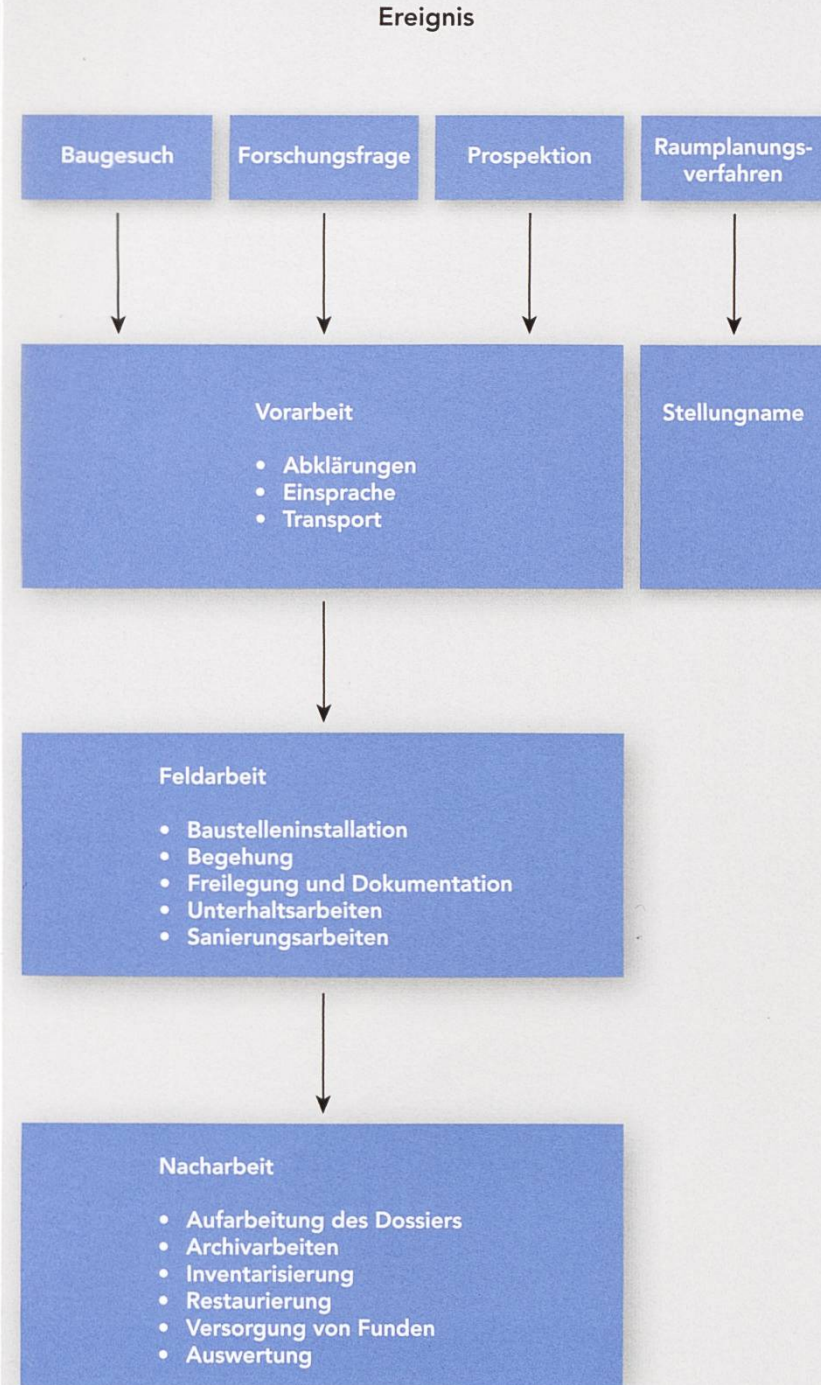 Ereignis
Baugesuch
Forschungsfrage
Prospektion
Raumplanungs-
verfahren
Vorarbeit
• Abklärungen
• Einsprache
• Transport
Stellungname
Feldarbeit
• Baustelleninstallation
• Begehung
• Freilegung und Dokumentation
• Unterhaltsarbeiten
• Sanierungsarbeiten
Nacharbeit
• Aufarbeitung des Dossiers
• Archivarbeiten
• Inventarisierung
• Restaurierung
• Versorgung von Funden
• Auswertung